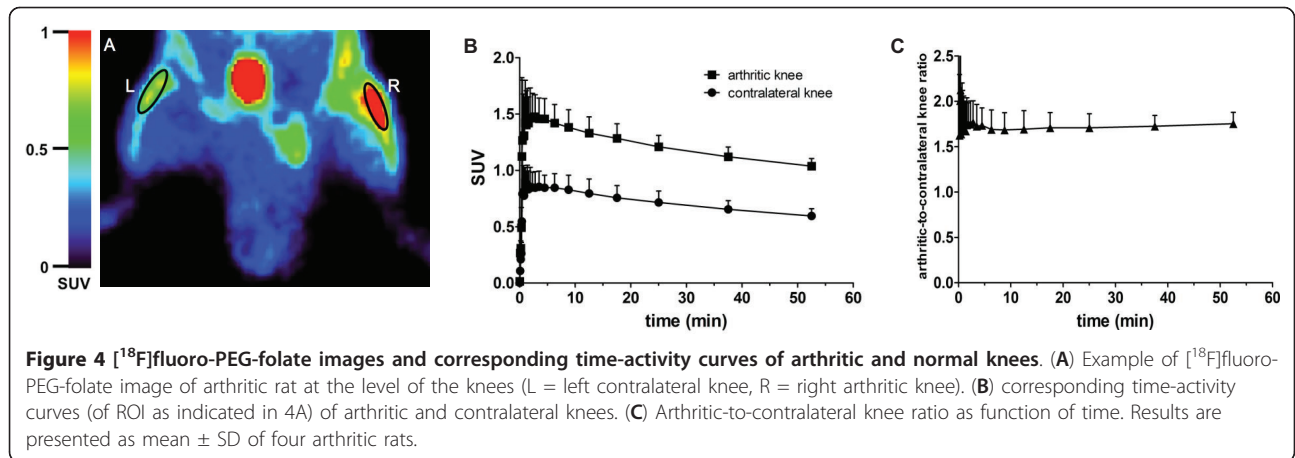 1
0.5
0
SUV
A
L
R
B
2.0
1.5
1.0
0.5
0.0
SUV
arthritic knee
contralateral knee
0 10 20 30 40 50 60
time (min)
C
2.5
2.0
1.5
1.0
0.5
0.0
arthritic-to-contralateral knee ratio
0 10 20 30 40 50 60
time (min)
Figure 4 [¹⁸F]fluoro-PEG-folate images and corresponding time-activity curves of arthritic and normal knees. (A) Example of [¹⁸F]fluoro-
PEG-folate image of arthritic rat at the level of the knees (L = left contralateral knee, R = right arthritic knee). (B) corresponding time-activity
curves (of ROI as indicated in 4A) of arthritic and contralateral knees. (C) Arthritic-to-contralateral knee ratio as function of time. Results are
presented as mean ± SD of four arthritic rats.